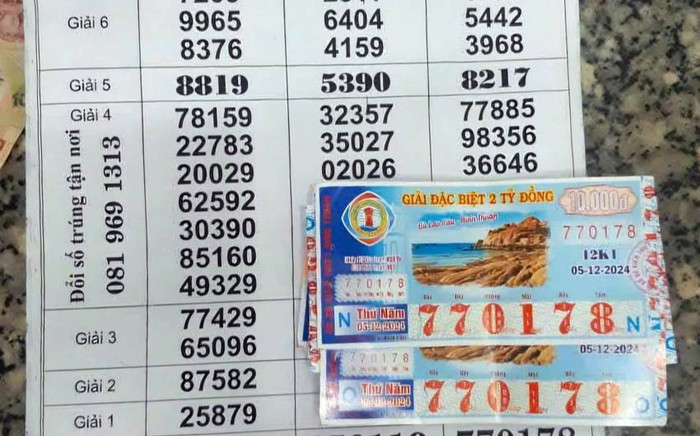 Giải 6
9965 6404 5442
8376 4159 3968
Giải 5 8819 5390 8217
Giải 4 78159 32357 77885
22783 35027 98356
20029 02026 36646
62592
30390
85160
49329
Đổi số trúng tận nơi
081 969 1313
Giải 3 77429
65096
Giải 2 87582
Giải 1 25879
GIẢI ĐẶC BIỆT 2 TỶ ĐỒNG 10.000đ
770178
12K1
05-12-2024
770178
N Thứ Năm 770178 N
05-12-2024
770178
05-12-2024
Thứ Năm 770178
770178